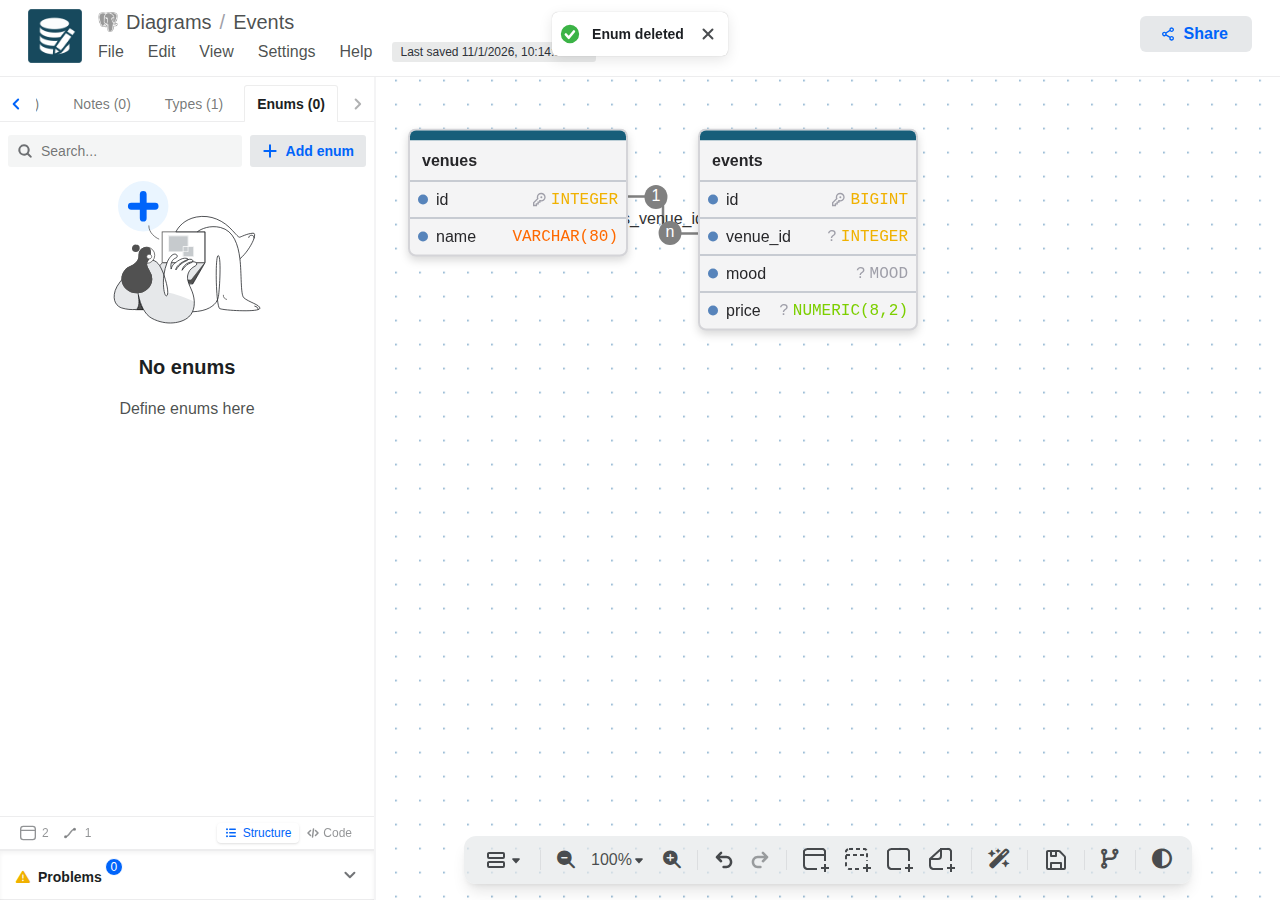 Diagrams / Events
Enum deleted
Share
File Edit View Settings Help
Last saved 11/1/2026, 10:14
) Notes (0) Types (1) Enums (0)
Search...
Add enum
No enums
Define enums here
venues
id INTEGER
name VARCHAR(80)
1
s_venue_id
n
events
id BIGINT
venue_id ? INTEGER
mood ? MOOD
price ? NUMERIC(8,2)
2 1 Structure Code
Problems 0
100%